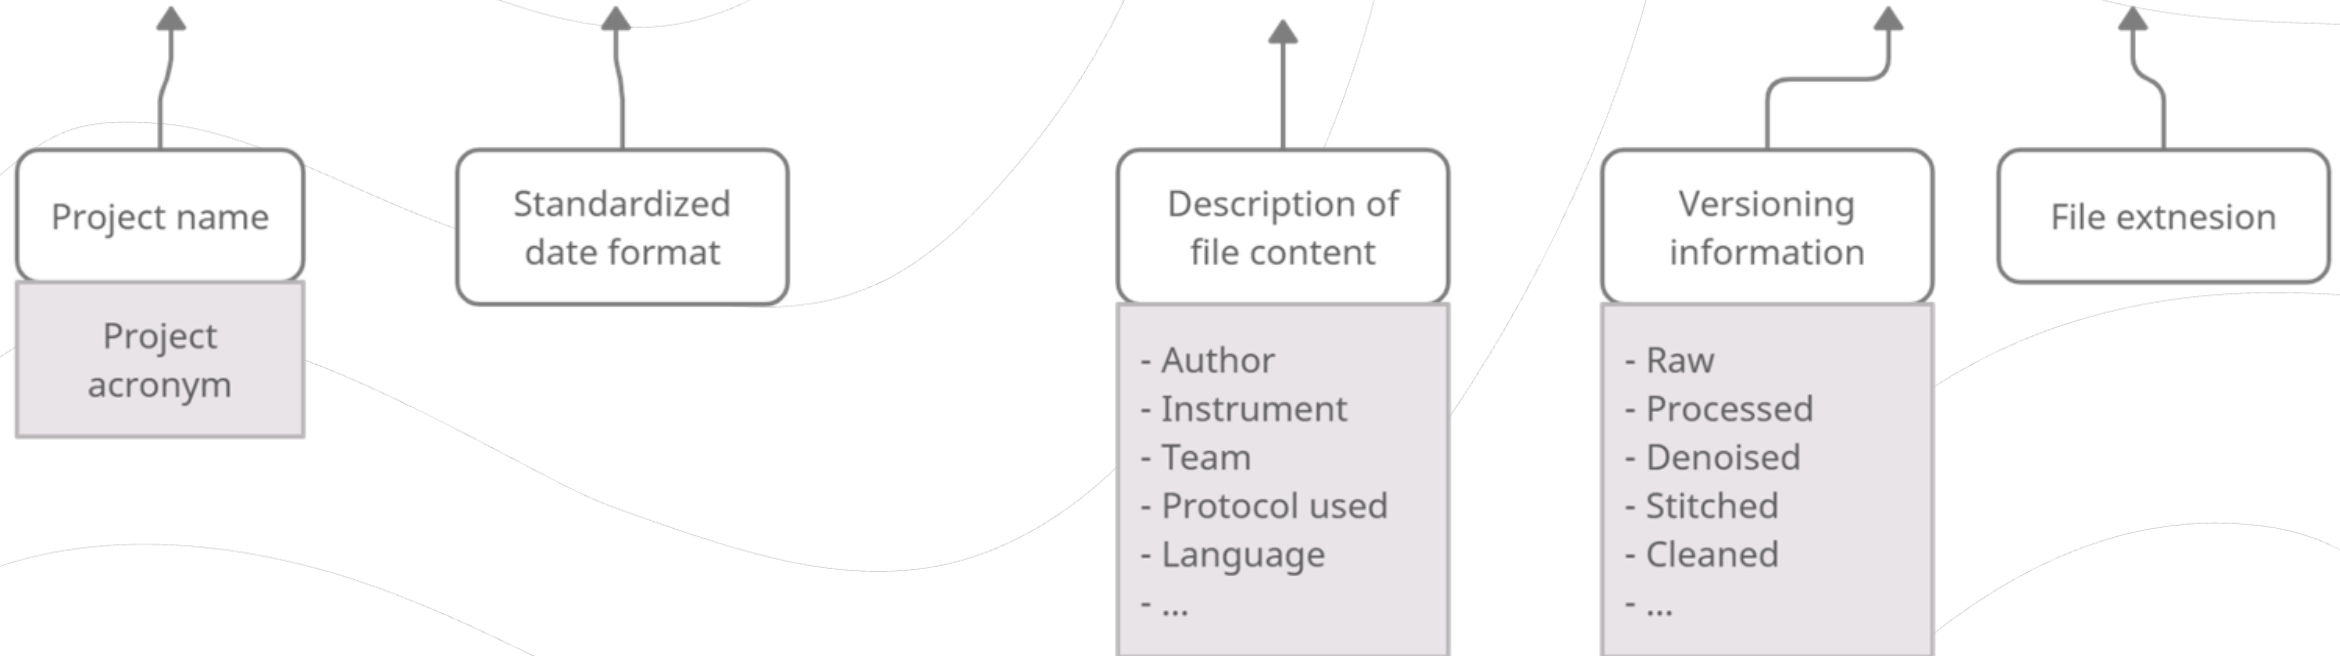 Project name
Project
acronym
Standardized
date format
Description of
file content
- Author
- Instrument
- Team
- Protocol used
- Language
- ...
Versioning
information
- Raw
- Processed
- Denoised
- Stitched
- Cleaned
- ...
File extnesion